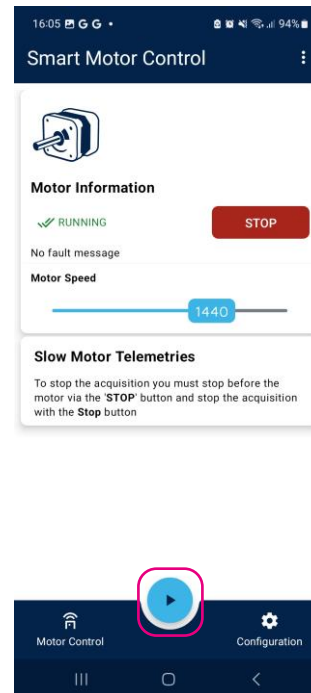 16:05 G G • 94%
Smart Motor Control
Motor Information
RUNNING
STOP
No fault message
Motor Speed
1440
Slow Motor Telemetries
To stop the acquisition you must stop before the
motor via the 'STOP' button and stop the acquisition
with the Stop button
Motor Control
Configuration